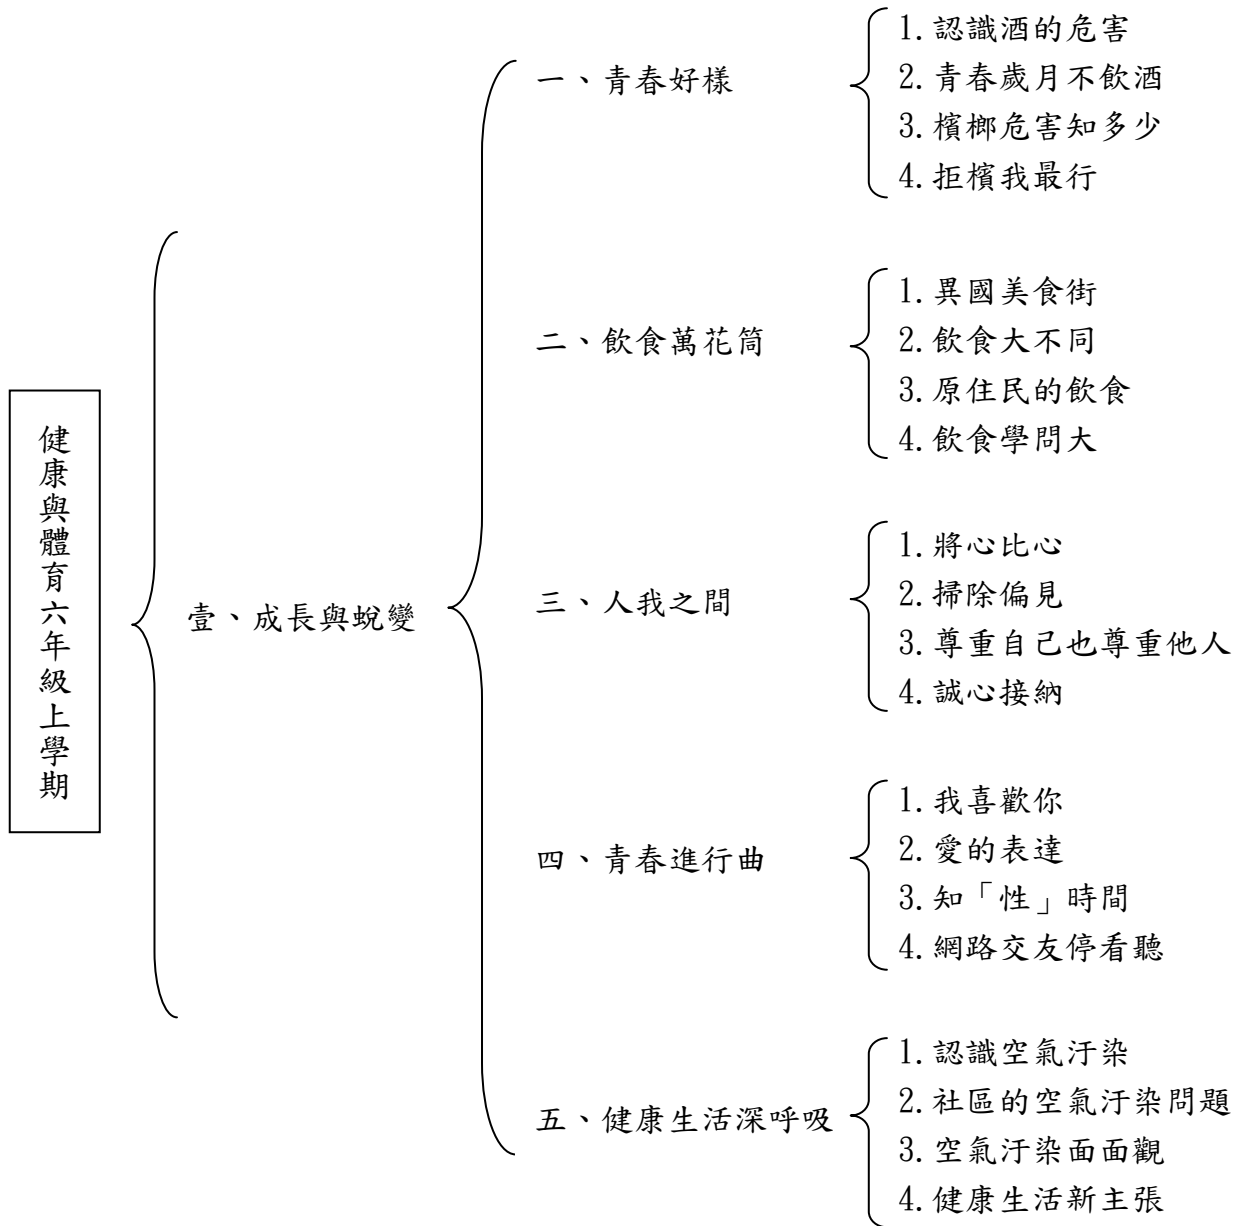 健康與體育六年級上學期
壹、成長與蛻變
一、青春好樣
1.認識酒的危害
2.青春歲月不飲酒
3.檳榔危害知多少
4.拒檳我最行
二、飲食萬花筒
1.異國美食街
2.飲食大不同
3.原住民的飲食
4.飲食學問大
三、人我之間
1.將心比心
2.掃除偏見
3.尊重自己也尊重他人
4.誠心接納
四、青春進行曲
1.我喜歡你
2.愛的表達
3.知「性」時間
4.網路交友停看聽
五、健康生活深呼吸
1.認識空氣汙染
2.社區的空氣汙染問題
3.空氣汙染面面觀
4.健康生活新主張